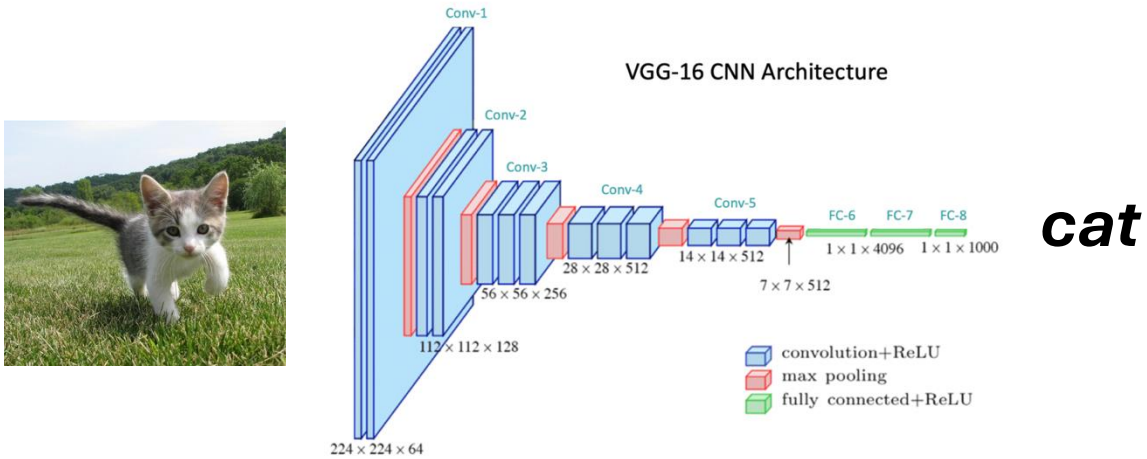 Conv-1
VGG-16 CNN Architecture
Conv-2
Conv-3
Conv-4
Conv-5
FC-6 FC-7 FC-8
cat
1 × 1 × 4096 1 × 1 × 1000
14 × 14 × 512
28 × 28 × 512
7 × 7 × 512
56 × 56 × 256
112 × 112 × 128
convolution+ReLU
max pooling
fully connected+ReLU
224 × 224 × 64